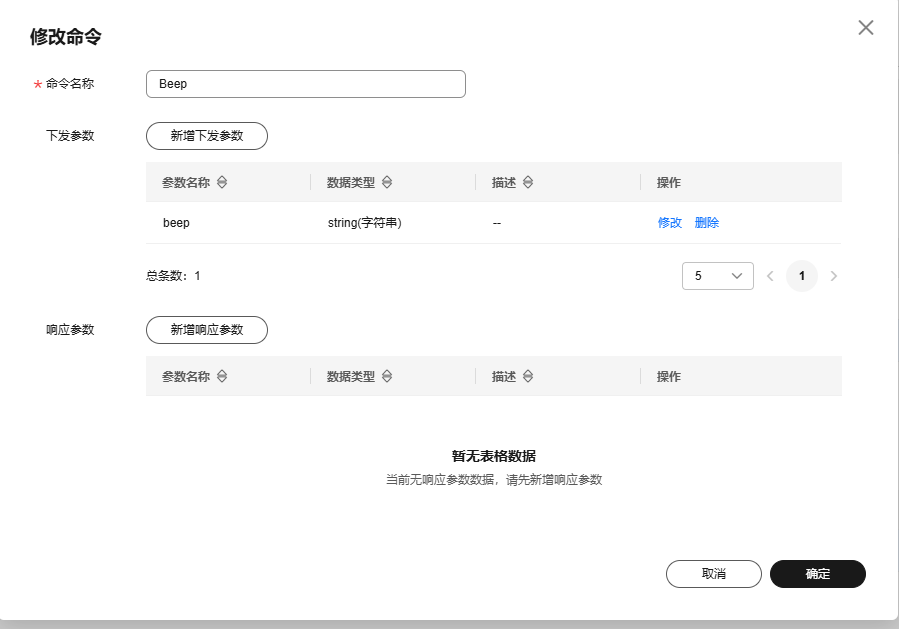 修改命令
* 命令名称 Beep
下发参数 新增下发参数
参数名称 数据类型 描述 操作
beep string(字符串) -- 修改 删除
总条数：1 5 1
响应参数 新增响应参数
参数名称 数据类型 描述 操作
暂无表格数据
当前无响应参数数据，请先新增响应参数
取消 确定